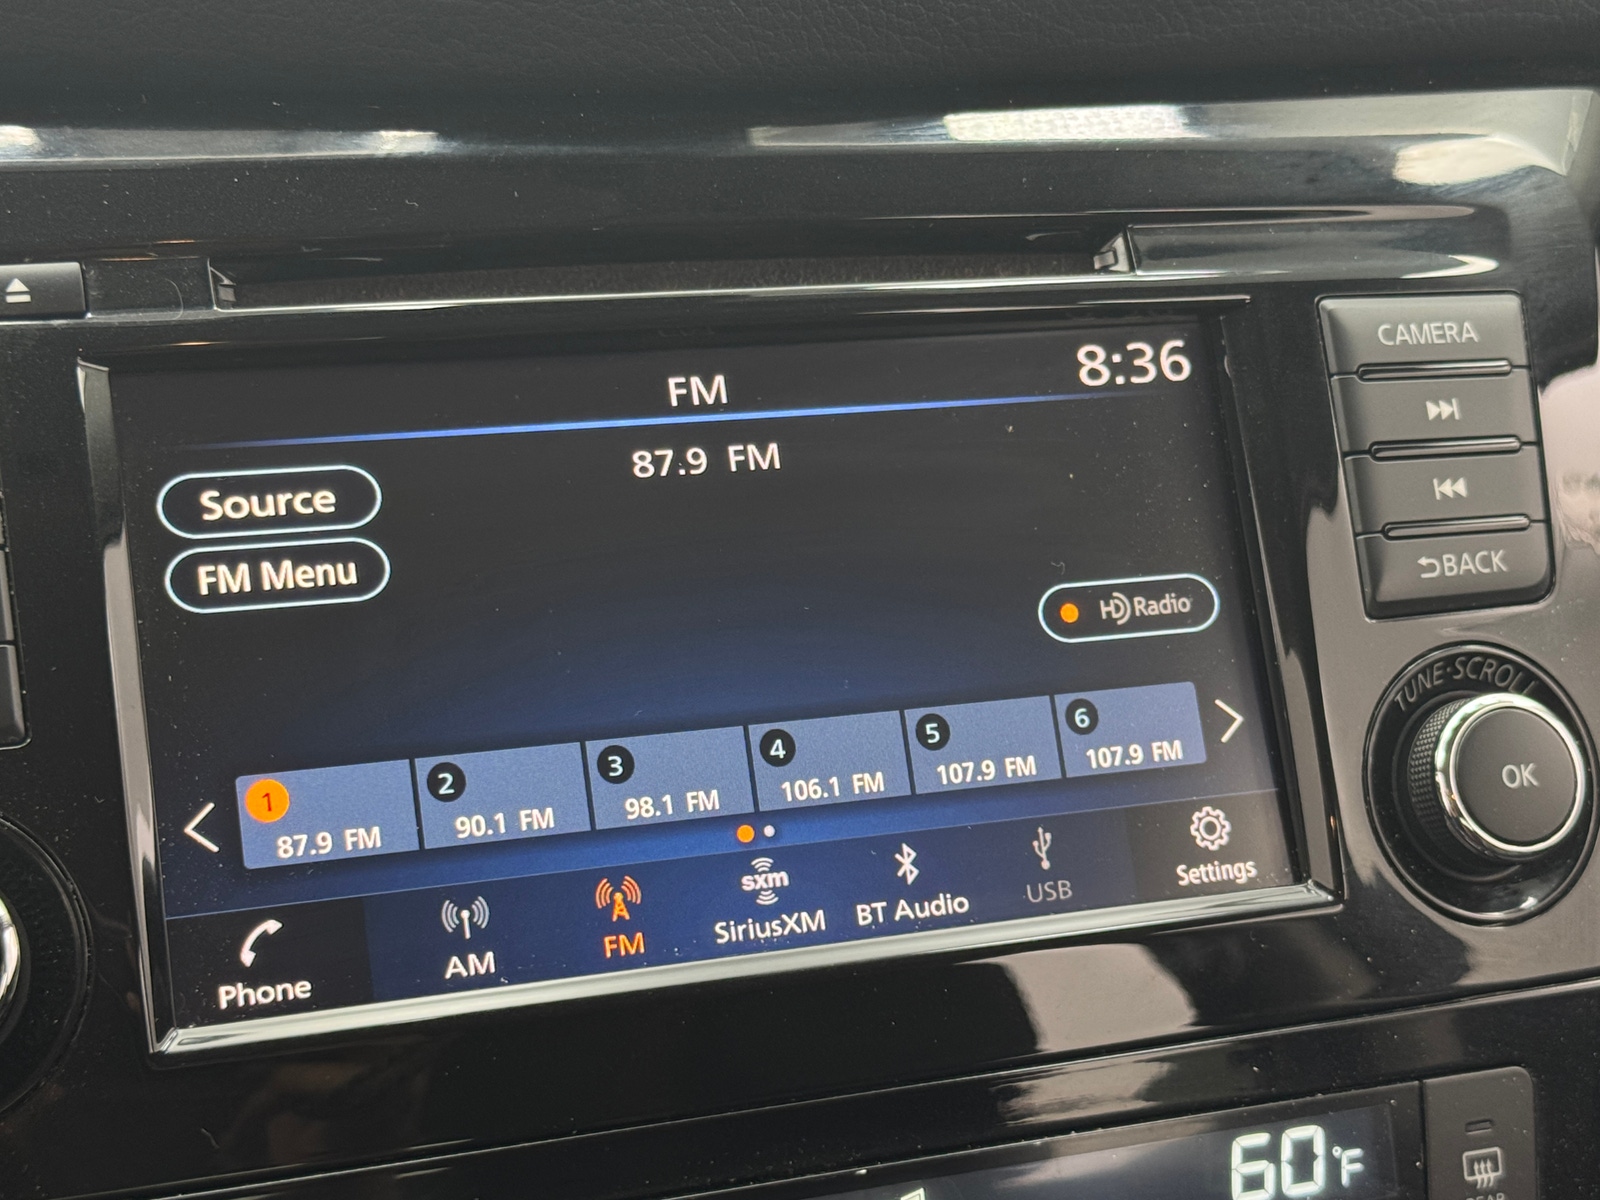 FM
8:36
87.9 FM
Source
FM Menu
HD Radio
1
87.9 FM
2
90.1 FM
3
98.1 FM
4
106.1 FM
5
107.9 FM
6
107.9 FM
Phone
AM
FM
sxm
SiriusXM
BT Audio
USB
Settings
CAMERA
BACK
TUNE·SCROLL
OK
60°F
REAR